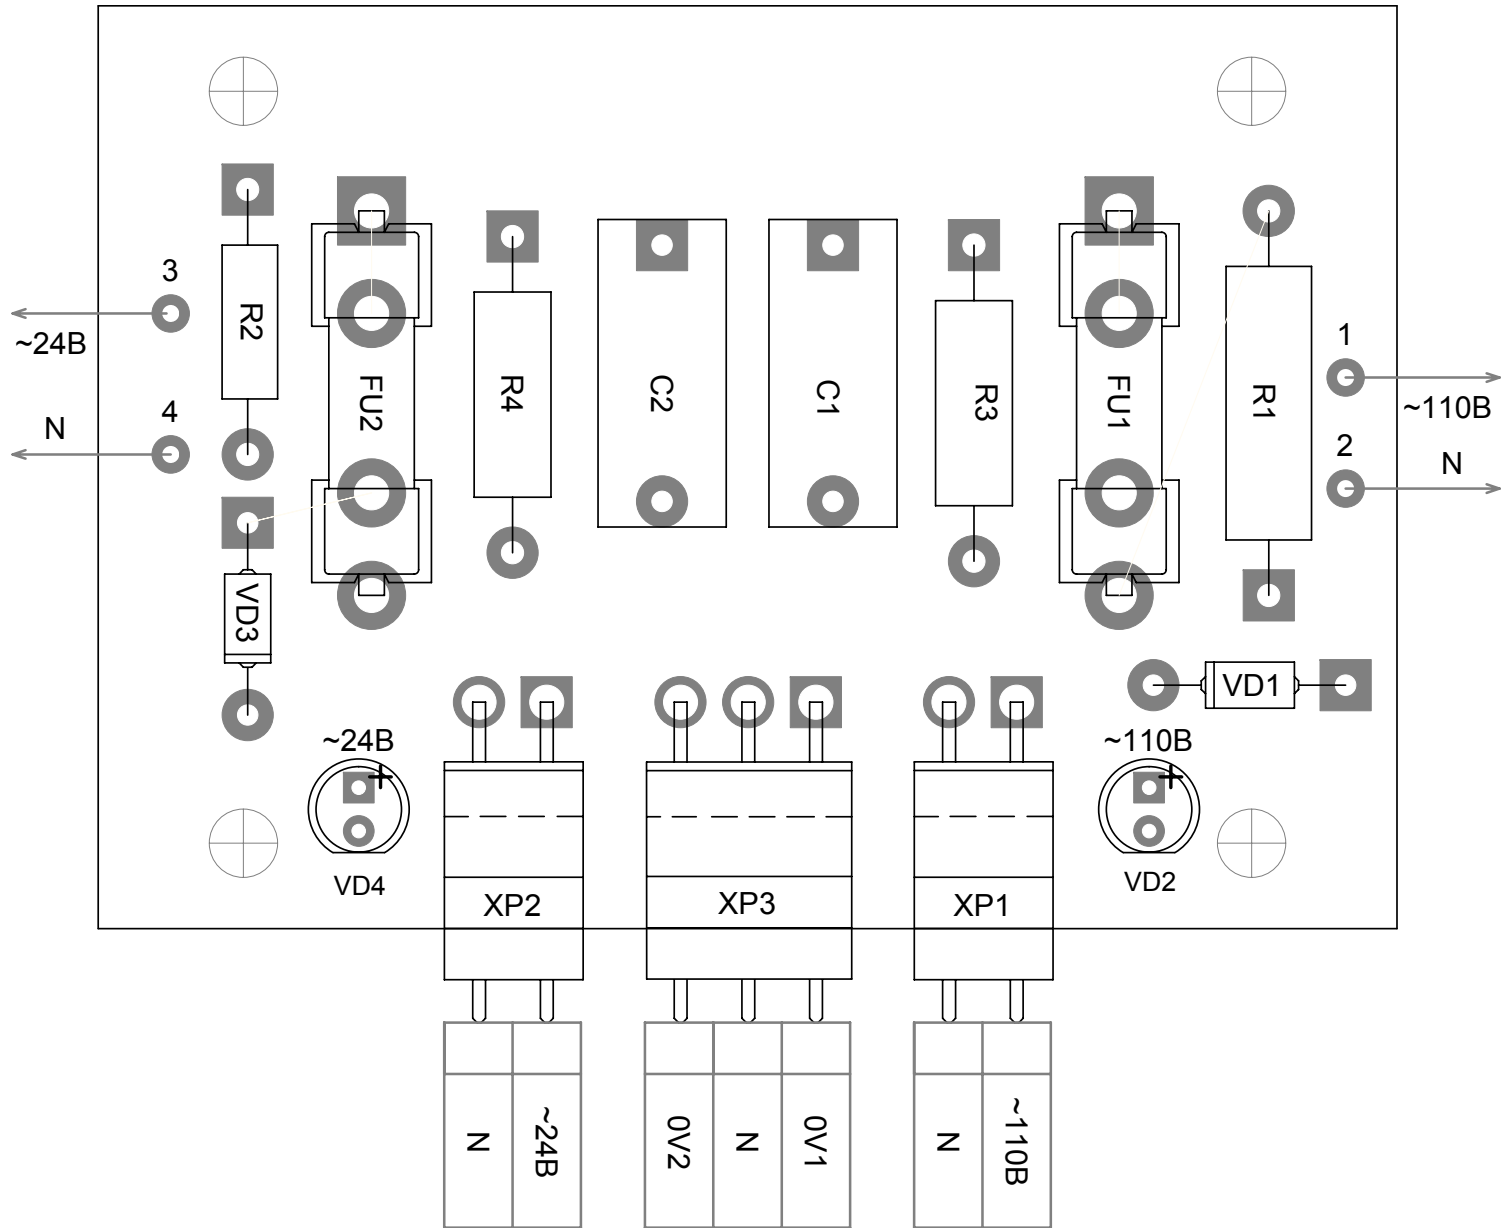 3
R2
~24В
FU2
R4
C2
C1
R3
FU1
R1
1
~110В
4
N
2
N
VD3
VD1
~24В
~110В
VD4
VD2
XP2
XP3
XP1
N
~24В
0V2
N
0V1
N
~110В